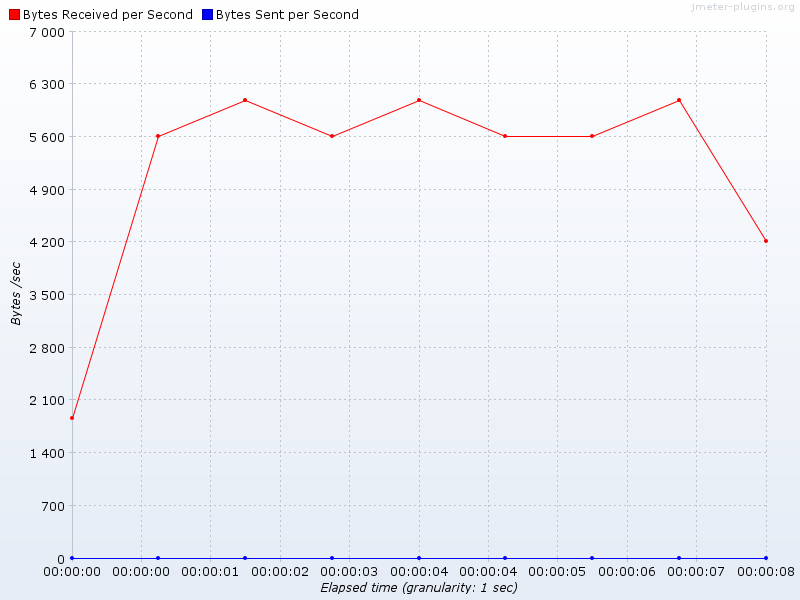 jmeter-plugins.org
Bytes Received per Second Bytes Sent per Second
7 000
6 300
5 600
4 900
4 200
3 500
2 800
2 100
1 400
700
0
Bytes /sec
00:00:00 00:00:00 00:00:01 00:00:02 00:00:03 00:00:04 00:00:04 00:00:05 00:00:06 00:00:07 00:00:08
Elapsed time (granularity: 1 sec)